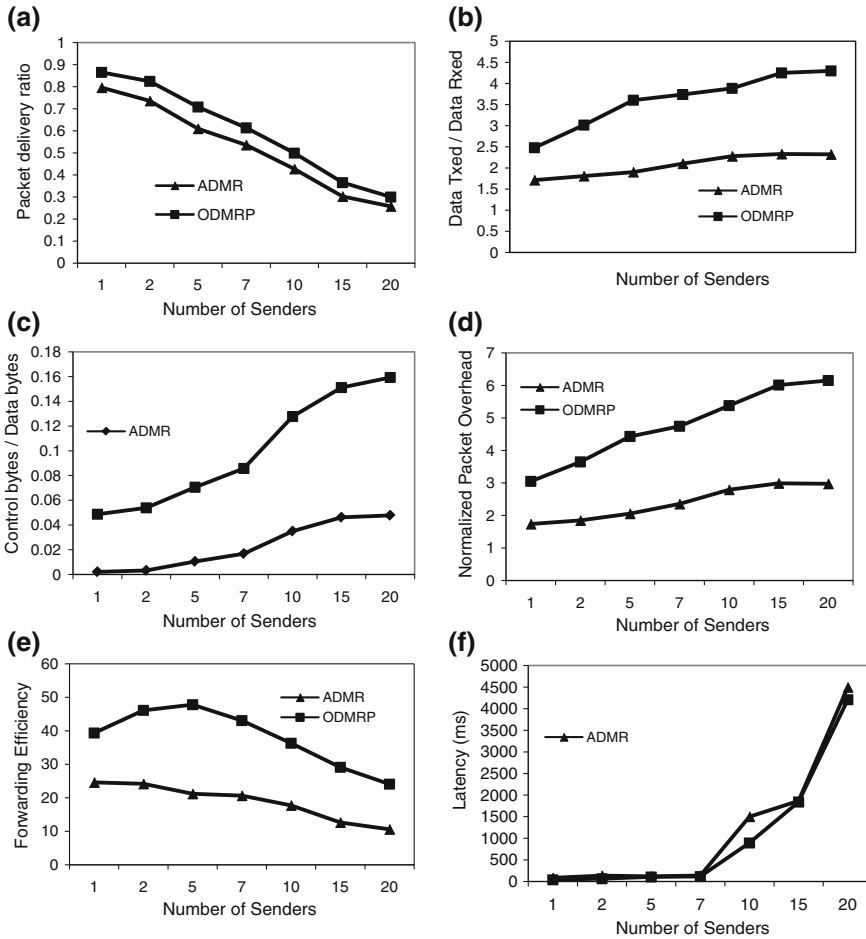 (a)
Packet delivery ratio
1
0.9
0.8
0.7
0.6
0.5
0.4
0.3
0.2
0.1
0
ADMR
ODMRP
1 2 5 7 10 15 20
Number of Senders
(b)
Data Txed / Data Rxed
5
4.5
4
3.5
3
2.5
2
1.5
1
0.5
0
ADMR
ODMRP
Number of Senders
(c)
Control bytes / Data bytes
0.18
0.16
0.14
0.12
0.1
0.08
0.06
0.04
0.02
0
ADMR
1 2 5 7 10 15 20
Number of Senders
(d)
Normalized Packet Overhead
7
6
5
4
3
2
1
0
ADMR
ODMRP
1 2 5 7 10 15 20
Number of Senders
(e)
Forwarding Efficiency
60
50
40
30
20
10
0
ADMR
ODMRP
1 2 5 7 10 15 20
Number of Senders
(f)
Latency (ms)
5000
4500
4000
3500
3000
2500
2000
1500
1000
500
0
ADMR
1 2 5 7 10 15 20
Number of Senders